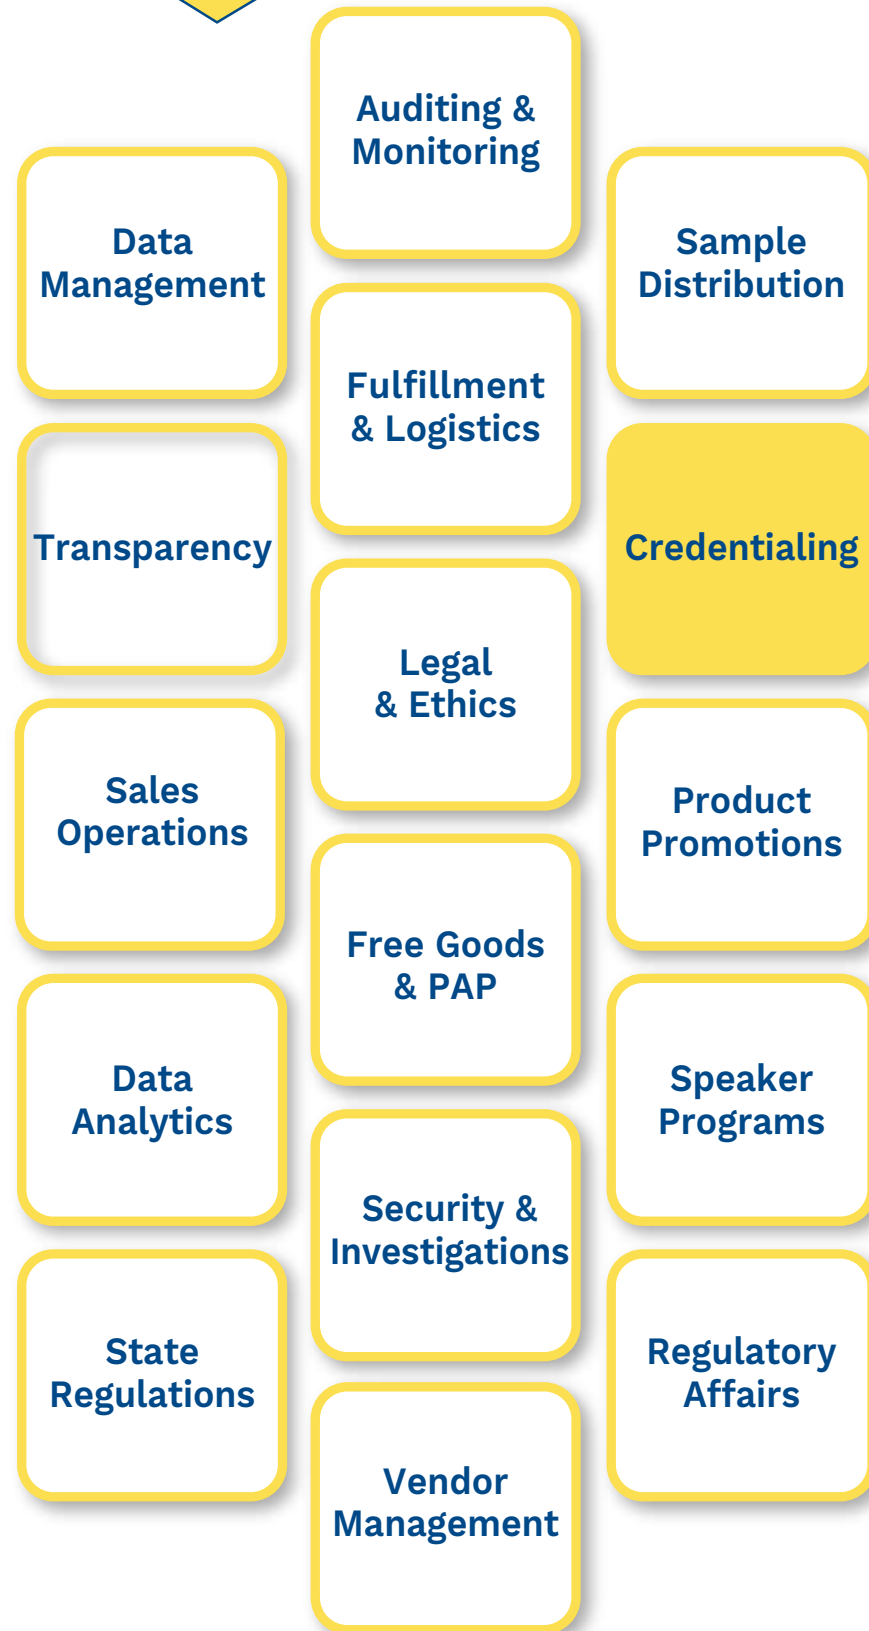 Auditing &
Monitoring
Data
Management
Sample
Distribution
Fulfillment
& Logistics
Transparency
Credentialing
Legal
& Ethics
Sales
Operations
Product
Promotions
Free Goods
& PAP
Data
Analytics
Speaker
Programs
Security &
Investigations
State
Regulations
Regulatory
Affairs
Vendor
Management